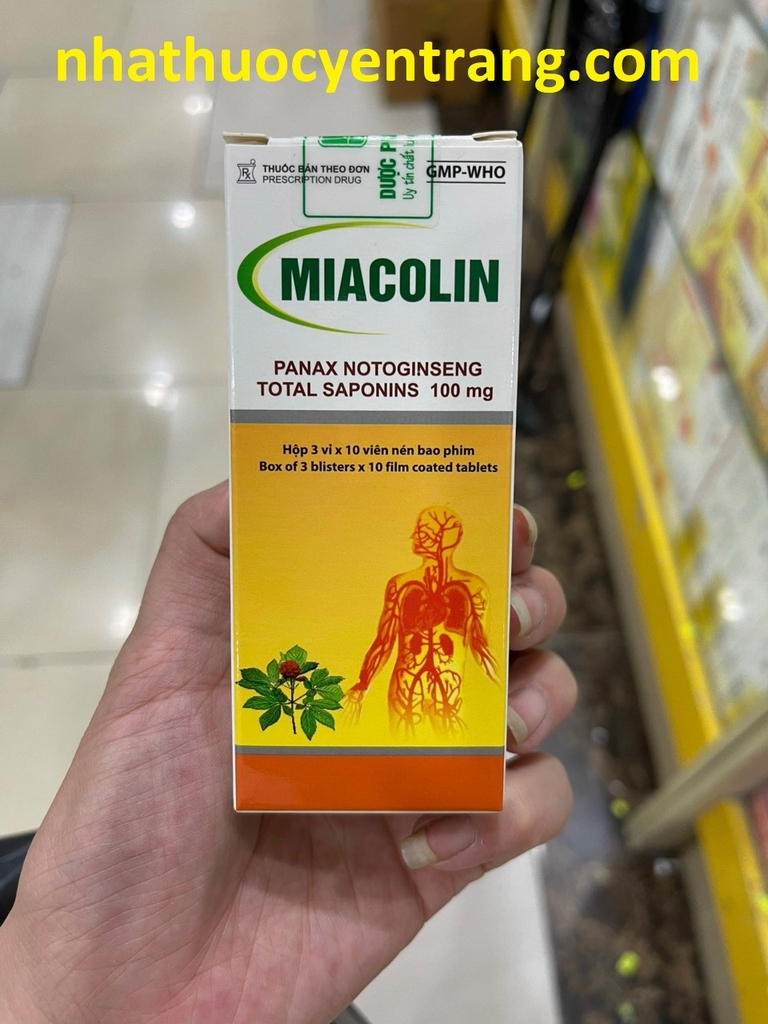 nhathuocyentrang.com
Rx
THUỐC BÁN THEO ĐƠN
PRESCRIPTION DRUG
DƯỢC
Uy tín chất
GMP-WHO
MIACOLIN
PANAX NOTOGINSENG
TOTAL SAPONINS 100 mg
Hộp 3 vỉ x 10 viên nén bao phim
Box of 3 blisters x 10 film coated tablets